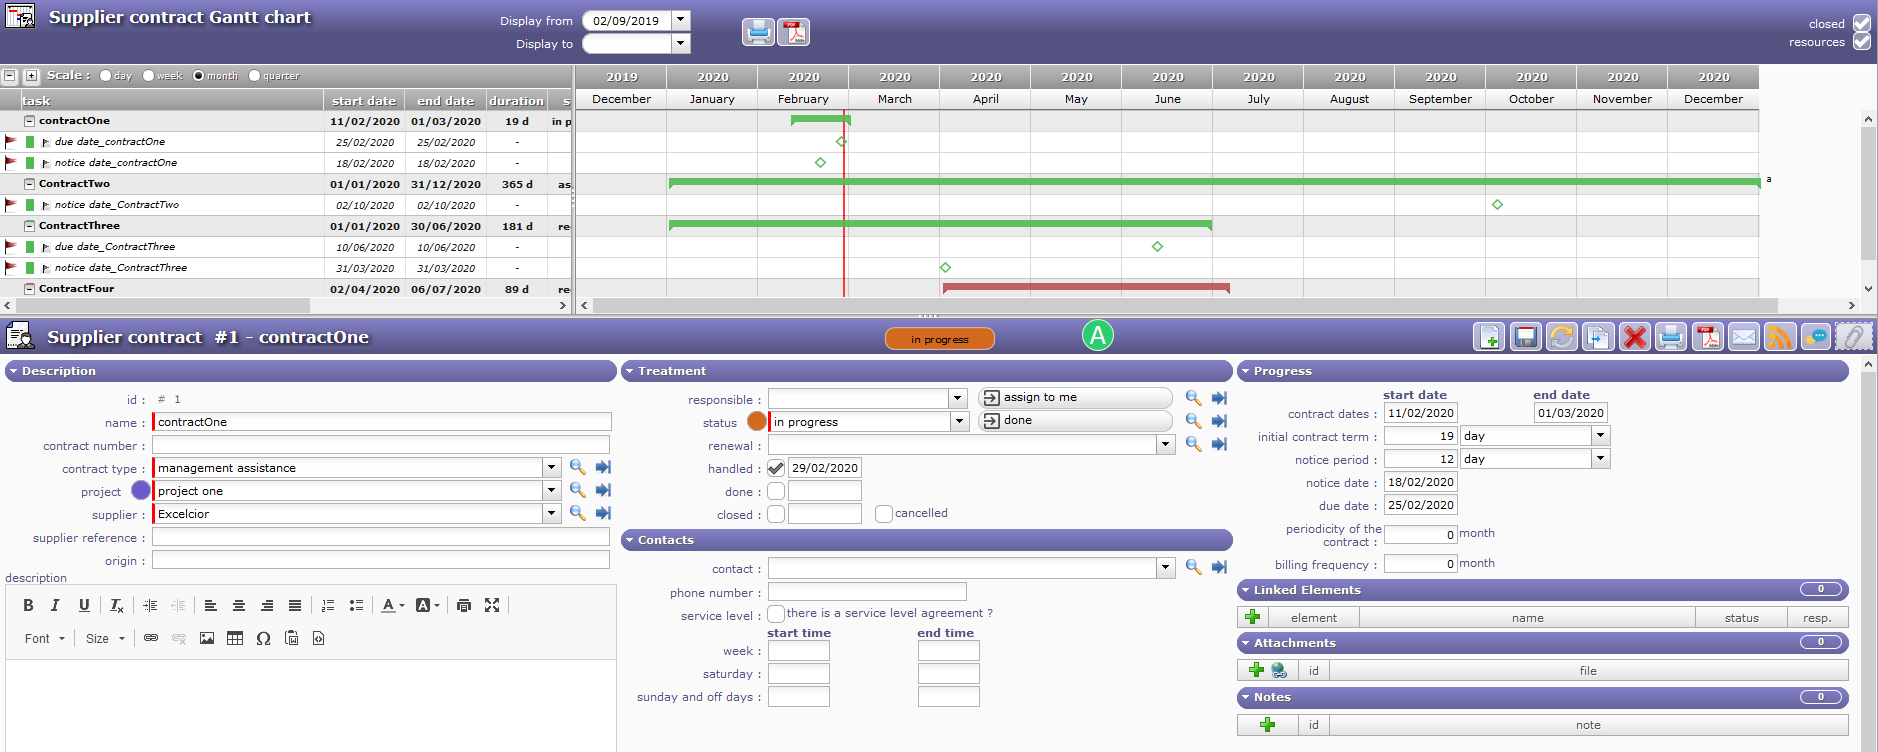 Supplier contract Gantt chart
Display from 02/09/2019
Display to
closed
resources
Scale : day week month quarter
task start date end date duration s
2019 2020 2020 2020 2020 2020 2020 2020 2020 2020 2020 2020 2020
December January February March April May June July August September October November December
contractOne 11/02/2020 01/03/2020 19 d in p
due date_contractOne 25/02/2020 25/02/2020 -
notice date_contractOne 18/02/2020 18/02/2020 -
ContractTwo 01/01/2020 31/12/2020 365 d as a
notice date_ContractTwo 02/10/2020 02/10/2020 -
ContractThree 01/01/2020 30/06/2020 181 d re
due date_ContractThree 10/06/2020 10/06/2020 -
notice date_ContractThree 31/03/2020 31/03/2020 -
ContractFour 02/04/2020 06/07/2020 89 d re
Supplier contract #1 - contractOne
in progress
A
Description
id : # 1
name : contractOne
contract number :
contract type : management assistance
project project one
supplier : Excelcior
supplier reference :
origin :
description
B I U Tx A A
Font Size
Treatment
responsible : assign to me
status in progress done
renewal :
handled : 29/02/2020
done :
closed : cancelled
Contacts
contact :
phone number :
service level : there is a service level agreement ?
start time end time
week :
saturday :
sunday and off days :
Progress
start date end date
contract dates : 11/02/2020 01/03/2020
initial contract term : 19 day
notice period : 12 day
notice date : 18/02/2020
due date : 25/02/2020
periodicity of the
contract : 0 month
billing frequency : 0 month
Linked Elements 0
element name status resp.
Attachments 0
id file
Notes 0
id note